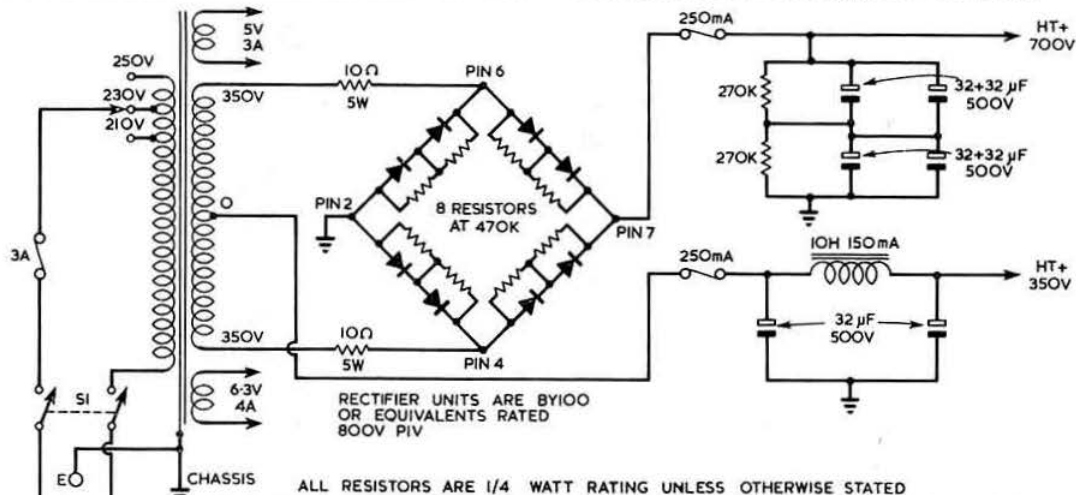 5V
3A
250mA
HT+
700V
250V
230V
210V
350V
10Ω
5W
PIN 6
270K
32+32 µF
500V
270K
32+32 µF
500V
O
PIN 2
8 RESISTORS
AT 470K
PIN 7
3A
250mA
10H 150mA
HT+
350V
350V
10Ω
5W
PIN 4
32 µF
500V
6·3V
4A
S1
RECTIFIER UNITS ARE BY100
OR EQUIVALENTS RATED
800V PIV
E
CHASSIS
ALL RESISTORS ARE 1/4 WATT RATING UNLESS OTHERWISE STATED